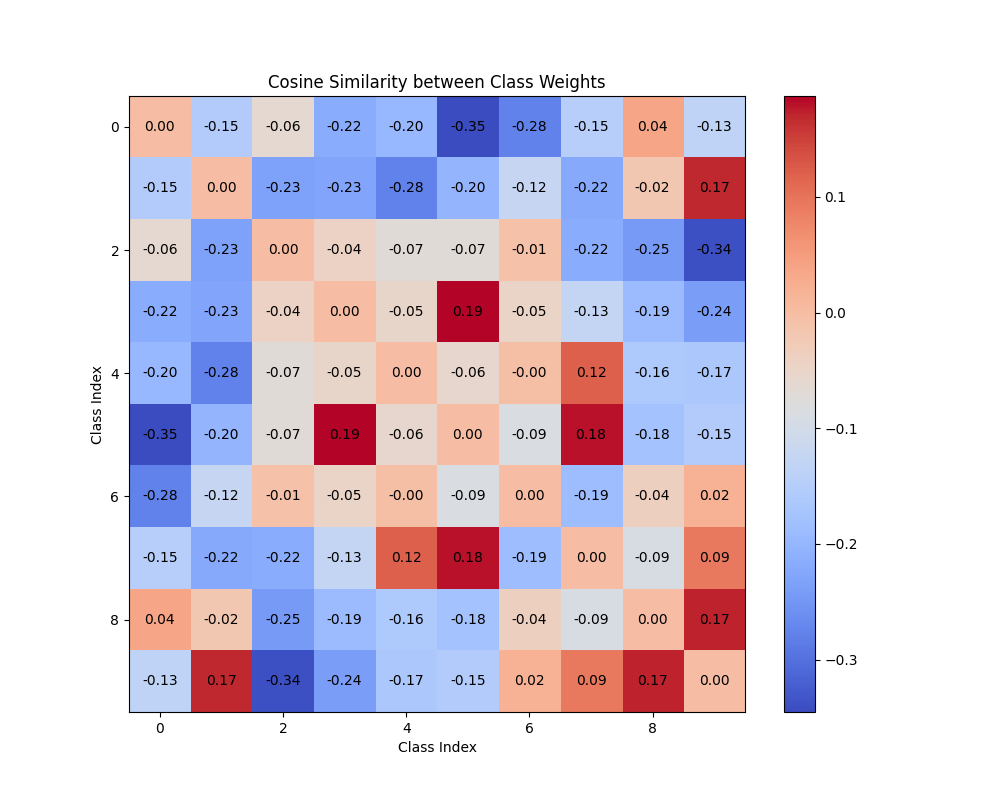 Cosine Similarity between Class Weights
0 0.00 -0.15 -0.06 -0.22 -0.20 -0.35 -0.28 -0.15 0.04 -0.13
-0.15 0.00 -0.23 -0.23 -0.28 -0.20 -0.12 -0.22 -0.02 0.17
2 -0.06 -0.23 0.00 -0.04 -0.07 -0.07 -0.01 -0.22 -0.25 -0.34
-0.22 -0.23 -0.04 0.00 -0.05 0.19 -0.05 -0.13 -0.19 -0.24
4 -0.20 -0.28 -0.07 -0.05 0.00 -0.06 -0.00 0.12 -0.16 -0.17
-0.35 -0.20 -0.07 0.19 -0.06 0.00 -0.09 0.18 -0.18 -0.15
6 -0.28 -0.12 -0.01 -0.05 -0.00 -0.09 0.00 -0.19 -0.04 0.02
-0.15 -0.22 -0.22 -0.13 0.12 0.18 -0.19 0.00 -0.09 0.09
8 0.04 -0.02 -0.25 -0.19 -0.16 -0.18 -0.04 -0.09 0.00 0.17
-0.13 0.17 -0.34 -0.24 -0.17 -0.15 0.02 0.09 0.17 0.00
0 2 4 6 8
Class Index
Class Index
0.1
0.0
−0.1
−0.2
−0.3